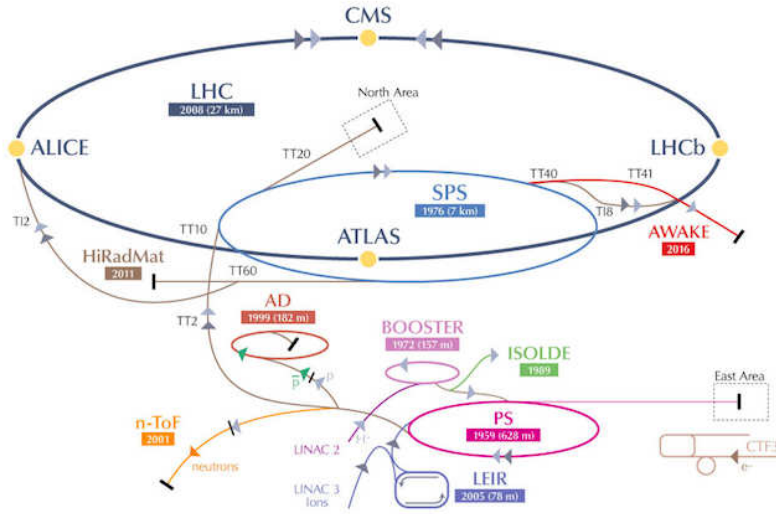 CMS
LHC
2008 (27 km)
North Area
ALICE
LHCb
TT20
TT40
TT41
SPS
1976 (7 km)
TI2
TT10
TI8
ATLAS
AWAKE
2016
HiRadMat
2011
TT60
AD
1999 (182 m)
TT2
BOOSTER
1972 (157 m)
ISOLDE
1989
p
p
East Area
n-ToF
2001
PS
1959 (628 m)
LINAC 2
neutrons
CTF3
e-
LINAC 3
Ions
LEIR
2005 (78 m)